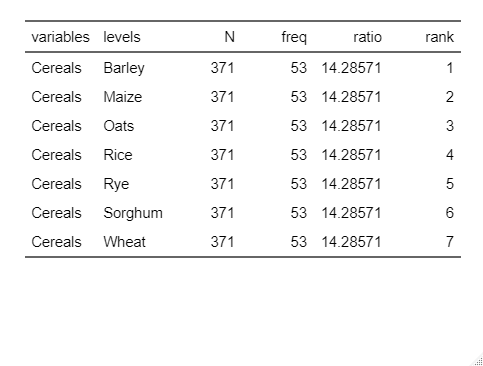 variables levels N freq ratio rank
Cereals Barley 371 53 14.28571 1
Cereals Maize 371 53 14.28571 2
Cereals Oats 371 53 14.28571 3
Cereals Rice 371 53 14.28571 4
Cereals Rye 371 53 14.28571 5
Cereals Sorghum 371 53 14.28571 6
Cereals Wheat 371 53 14.28571 7